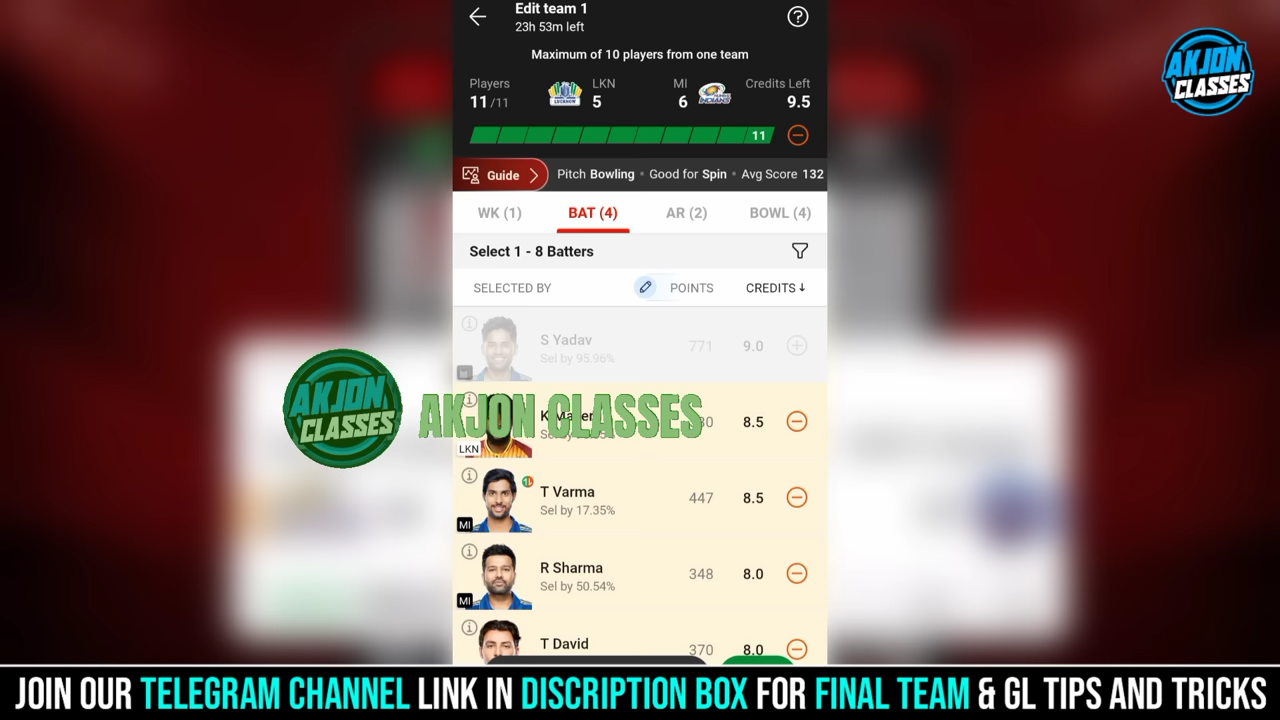 Edit team 1
23h 53m left
Maximum of 10 players from one team
Players
11 /11
LUCKNOW
LKN
5
MI
6
INDIANS
Credits Left
9.5
11
Guide
Pitch Bowling • Good for Spin • Avg Score 132
WK (1)
BAT (4)
AR (2)
BOWL (4)
Select 1 - 8 Batters
SELECTED BY
POINTS
CREDITS ↓
S Yadav
Sel by 95.96%
771
9.0
8.5
LKN
T Varma
Sel by 17.35%
MI
447
8.5
R Sharma
Sel by 50.54%
MI
348
8.0
T David
370
8.0
AKJON
CLASSES
AKJON CLASSES
AKJON
CLASSES
JOIN OUR TELEGRAM CHANNEL LINK IN DISCRIPTION BOX FOR FINAL TEAM & GL TIPS AND TRICKS